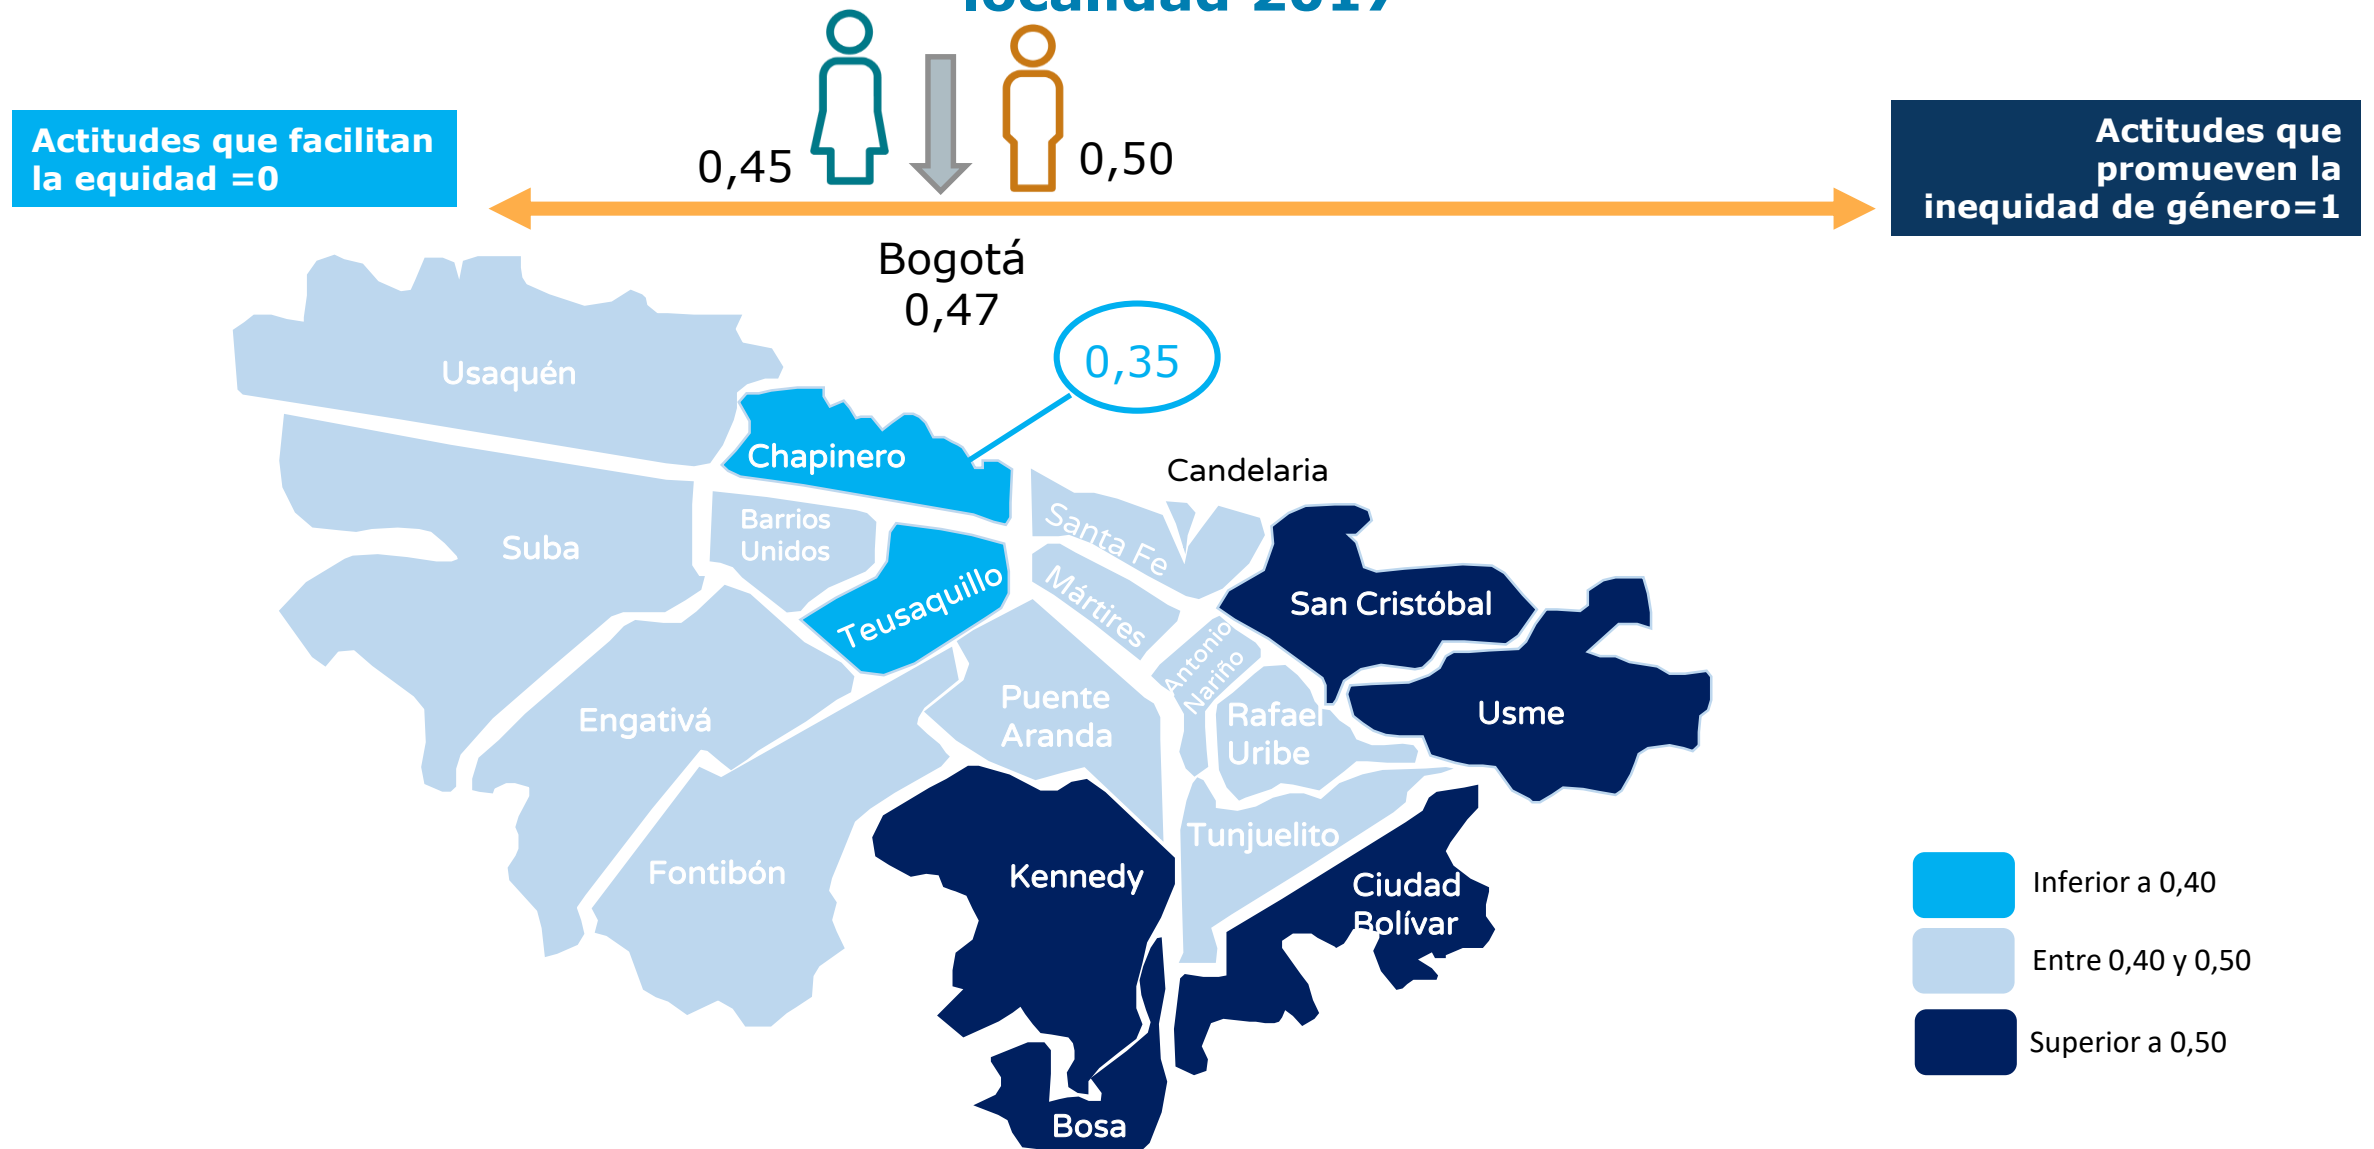 localidad 2017
Actitudes que facilitan
la equidad =0
0,45
0,50
Actitudes que
promueven la
inequidad de género=1
Bogotá
0,47
0,35
Usaquén
Chapinero
Candelaria
Suba
Barrios
Unidos
Santa Fe
Teusaquillo
Mártires
San Cristóbal
Antonio
Nariño
Engativá
Puente
Aranda
Rafael
Uribe
Usme
Tunjuelito
Fontibón
Kennedy
Ciudad
Bolívar
Bosa
Inferior a 0,40
Entre 0,40 y 0,50
Superior a 0,50